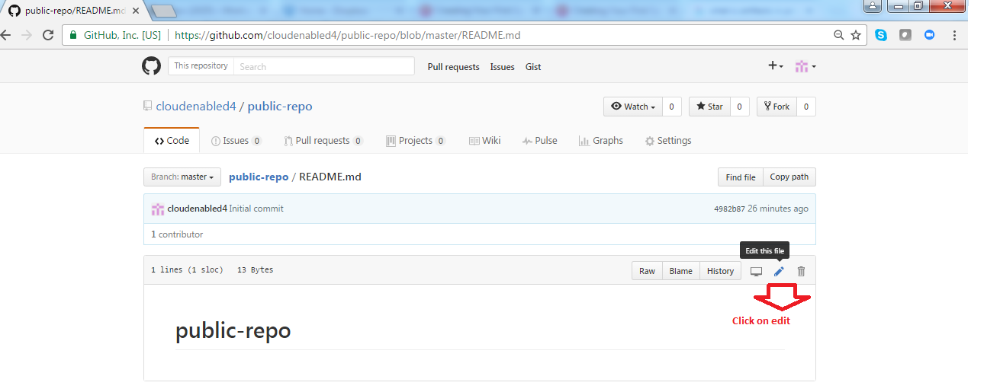 public-repo/README.md
GitHub, Inc. [US] https://github.com/cloudenabled4/public-repo/blob/master/README.md
This repository Search Pull requests Issues Gist
cloudenabled4 / public-repo Watch 0 Star 0 Fork 0
Code Issues 0 Pull requests 0 Projects 0 Wiki Pulse Graphs Settings
Branch: master public-repo / README.md Find file Copy path
cloudenabled4 Initial commit 4982b87 26 minutes ago
1 contributor
Edit this file
1 lines (1 sloc) 13 Bytes Raw Blame History
Click on edit
public-repo